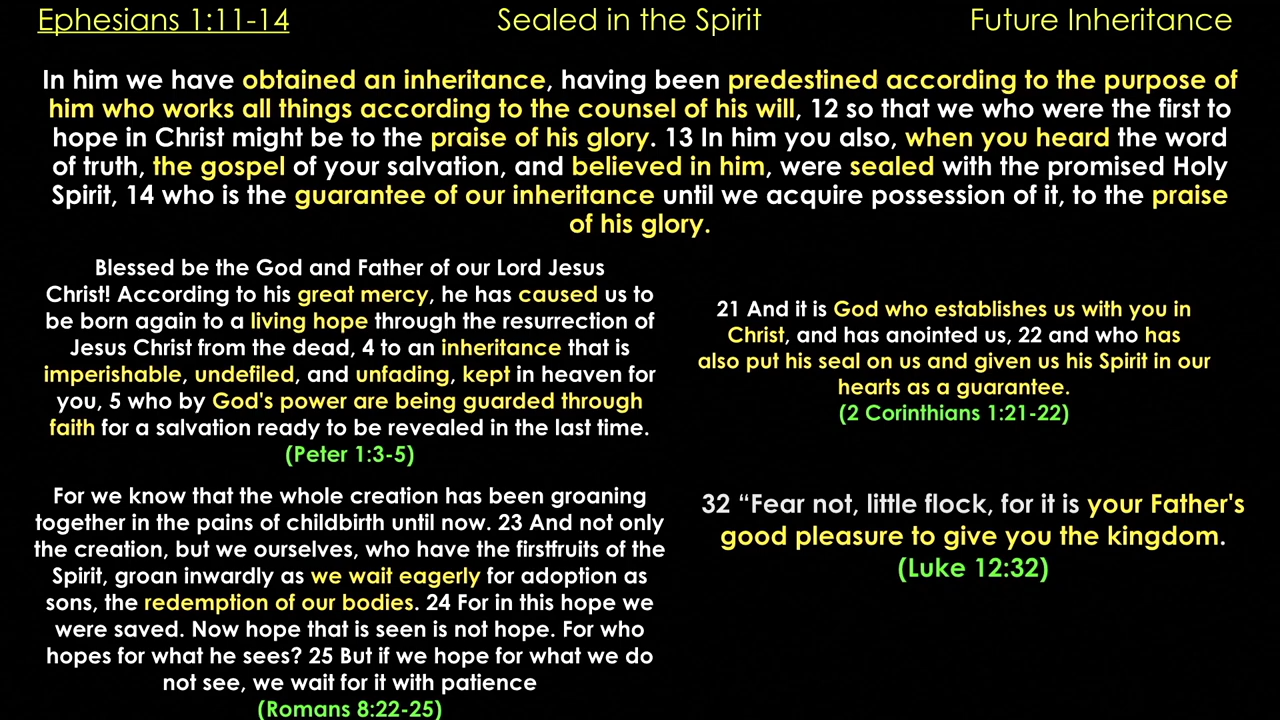 Ephesians 1:11-14 Sealed in the Spirit Future Inheritance
In him we have obtained an inheritance, having been predestined according to the purpose of
him who works all things according to the counsel of his will, 12 so that we who were the first to
hope in Christ might be to the praise of his glory. 13 In him you also, when you heard the word
of truth, the gospel of your salvation, and believed in him, were sealed with the promised Holy
Spirit, 14 who is the guarantee of our inheritance until we acquire possession of it, to the praise
of his glory.
Blessed be the God and Father of our Lord Jesus
Christ! According to his great mercy, he has caused us to
be born again to a living hope through the resurrection of
Jesus Christ from the dead, 4 to an inheritance that is
imperishable, undefiled, and unfading, kept in heaven for
you, 5 who by God's power are being guarded through
faith for a salvation ready to be revealed in the last time.
(Peter 1:3-5)
For we know that the whole creation has been groaning
together in the pains of childbirth until now. 23 And not only
the creation, but we ourselves, who have the firstfruits of the
Spirit, groan inwardly as we wait eagerly for adoption as
sons, the redemption of our bodies. 24 For in this hope we
were saved. Now hope that is seen is not hope. For who
hopes for what he sees? 25 But if we hope for what we do
not see, we wait for it with patience
(Romans 8:22-25)
21 And it is God who establishes us with you in
Christ, and has anointed us, 22 and who has
also put his seal on us and given us his Spirit in our
hearts as a guarantee.
(2 Corinthians 1:21-22)
32 “Fear not, little flock, for it is your Father's
good pleasure to give you the kingdom.
(Luke 12:32)